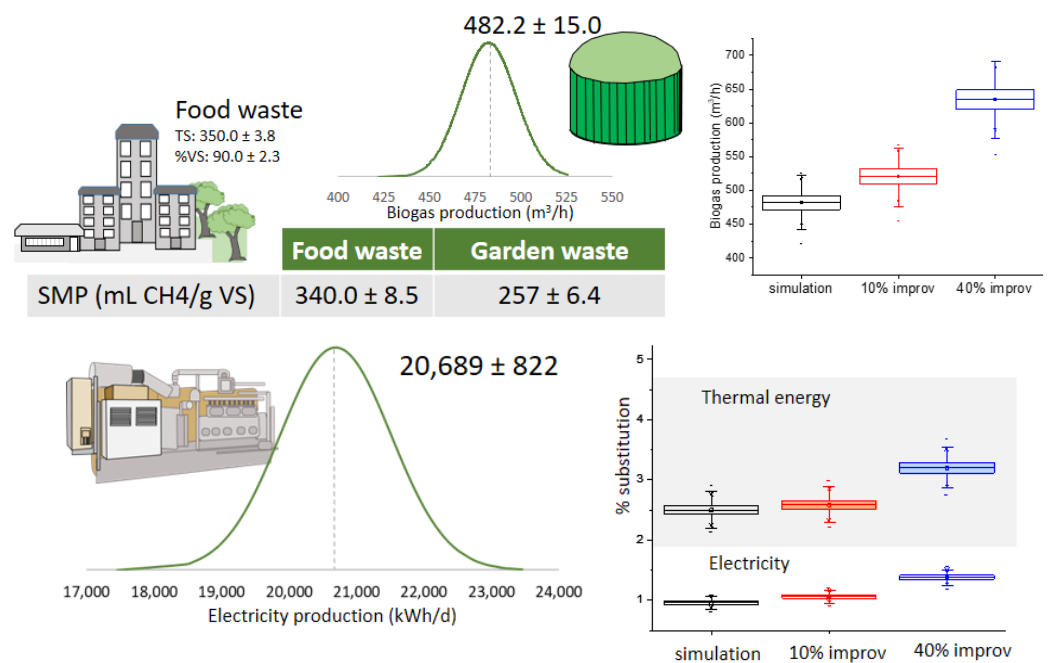 482.2 ± 15.0
Food waste
TS: 350.0 ± 3.8
%VS: 90.0 ± 2.3
400 450 500 550
Biogas production (m³/h)
Food waste Garden waste
SMP (mL CH4/g VS) 340.0 ± 8.5 257 ± 6.4
Biogas production (m³/h)
700
650
600
550
500
450
400
simulation 10% improv 40% improv
20,689 ± 822
17,000 18,000 19,000 20,000 21,000 22,000 23,000 24,000
Electricity production (kWh/d)
% substitution
5
4
3
2
1
Thermal energy
Electricity
simulation 10% improv 40% improv